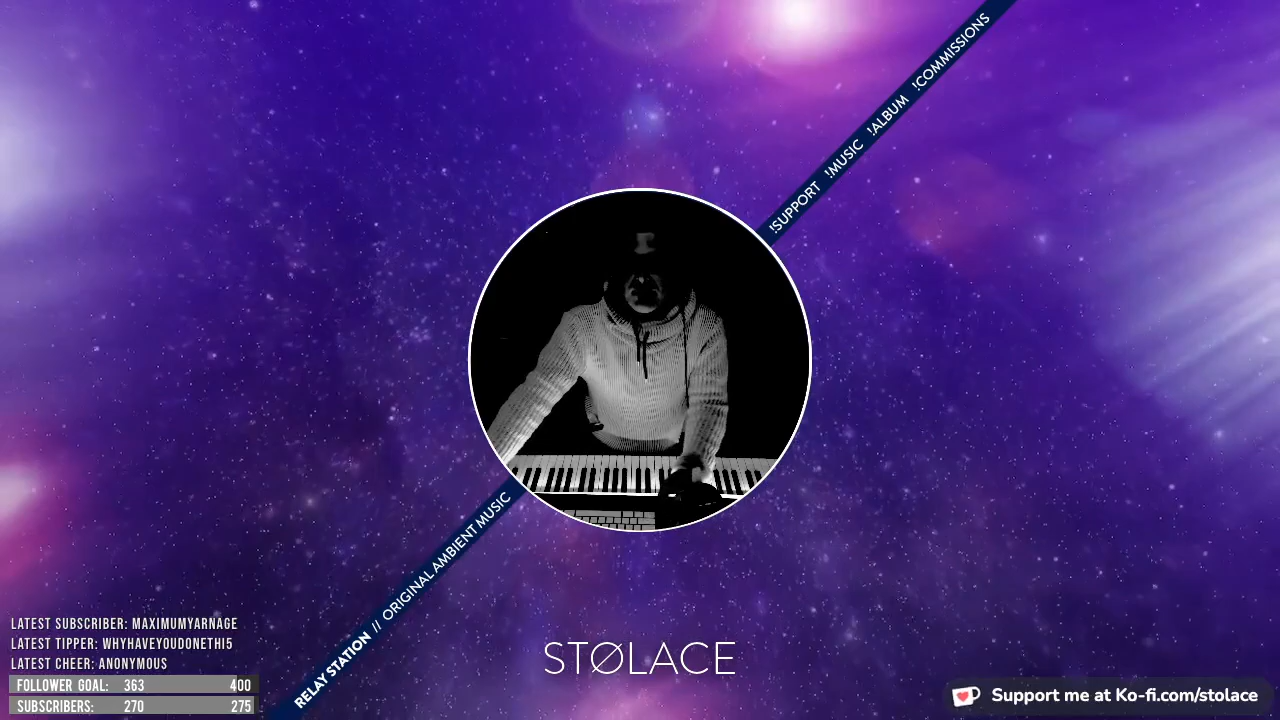 !SUPPORT !MUSIC !ALBUM !COMMISSIONS
RELAY STATION // ORIGINAL AMBIENT MUSIC
STØLACE
LATEST SUBSCRIBER: MAXIMUMYARNAGE
LATEST TIPPER: WHYHAVEYOUDONETHI5
LATEST CHEER: ANONYMOUS
FOLLOWER GOAL: 363 400
SUBSCRIBERS: 270 275
Support me at Ko-fi.com/stolace